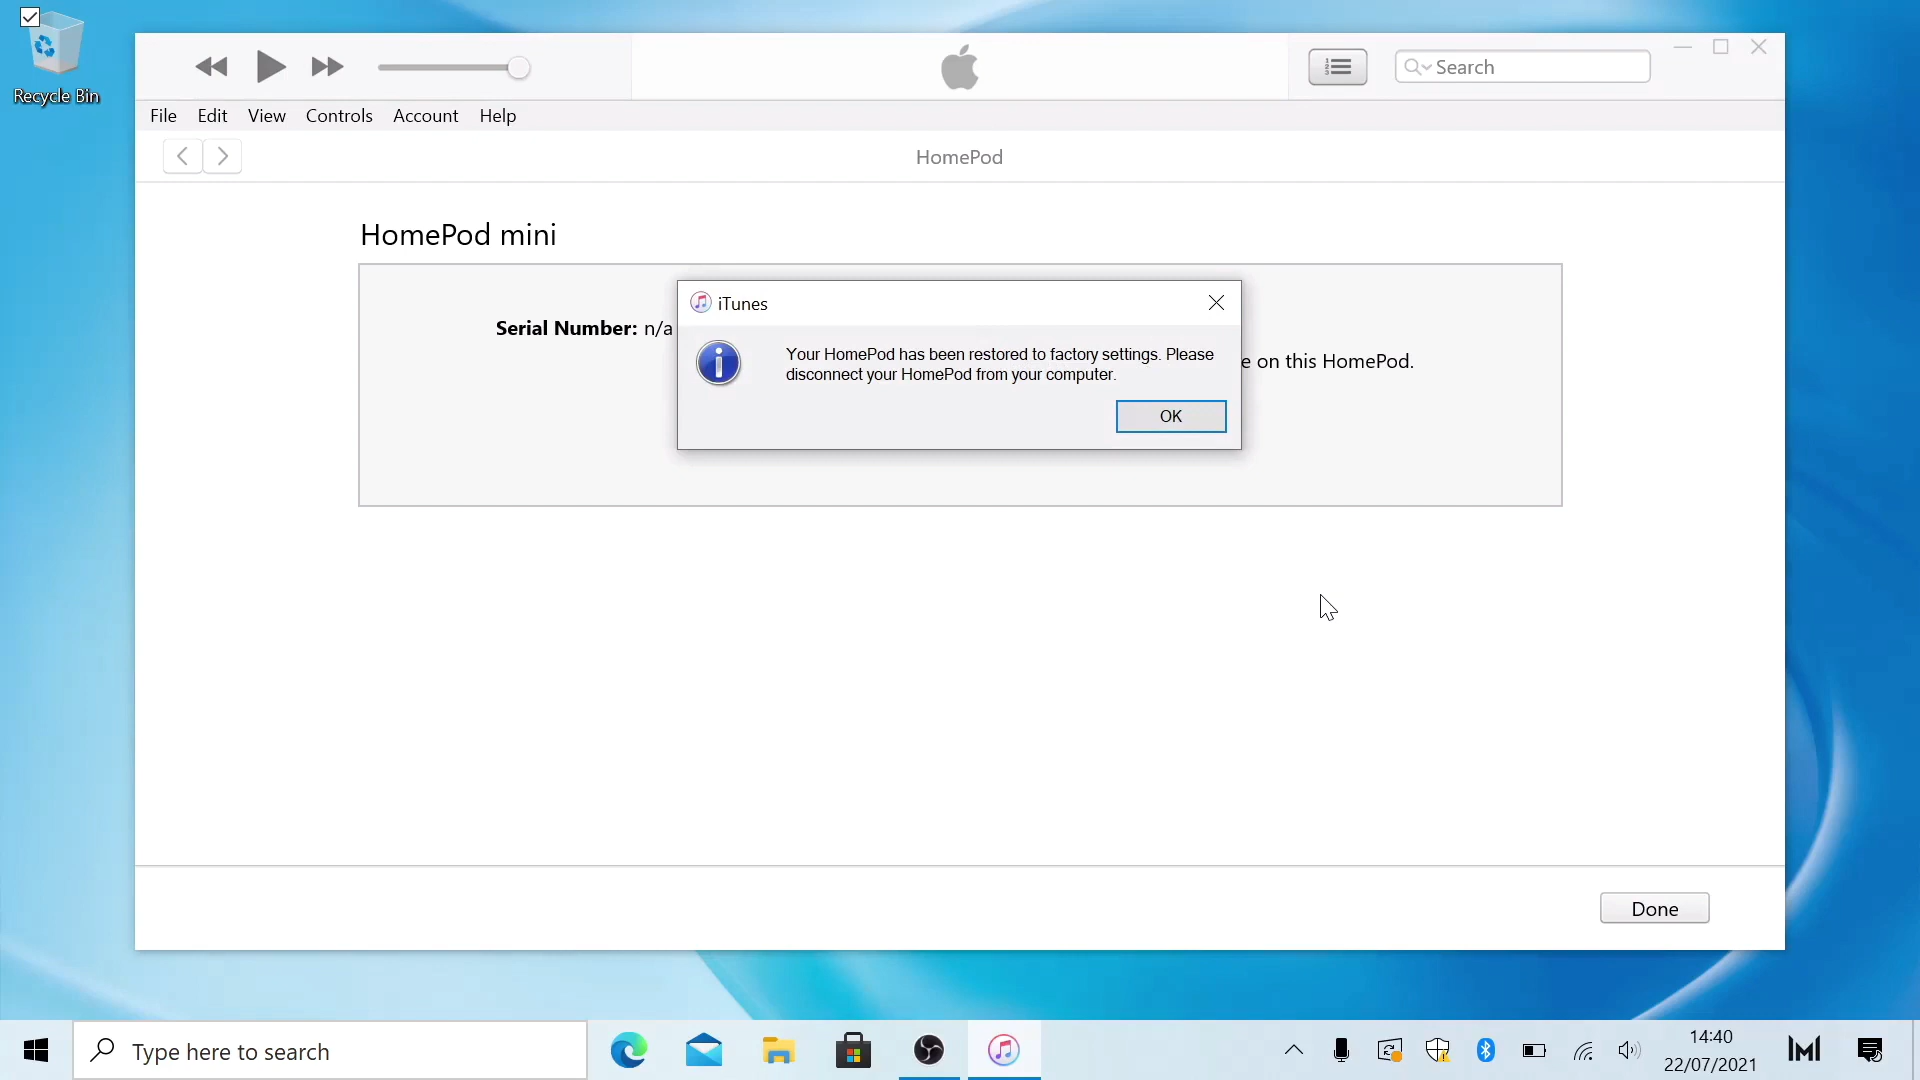 Recycle Bin
Search
File Edit View Controls Account Help
HomePod
HomePod mini
iTunes
Serial Number: n/a
Your HomePod has been restored to factory settings. Please
disconnect your HomePod from your computer.
e on this HomePod.
OK
Done
Type here to search
14:40
22/07/2021